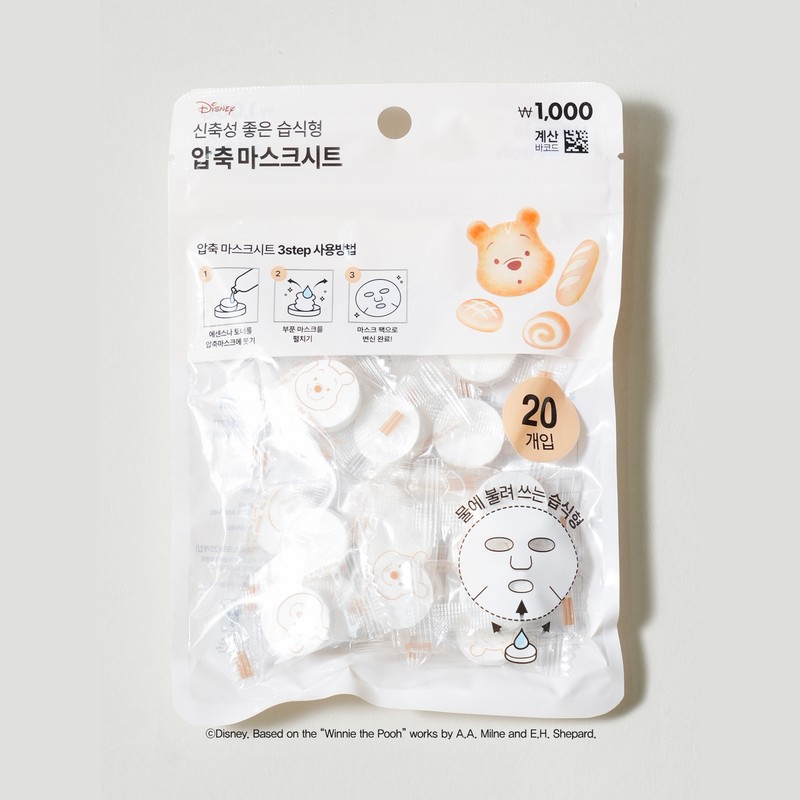 Disney
신축성 좋은 습식형
압축마스크시트
₩1,000
계산
바코드
압축 마스크시트 3step 사용방법
1
에센스나 토너를
압축마스크에 붓기
2
부푼 마스크를
펼치기
3
마스크 팩으로
변신 완료!
20
개입
물에 불려 쓰는 습식형
©Disney. Based on the "Winnie the Pooh" works by A.A. Milne and E.H. Shepard.